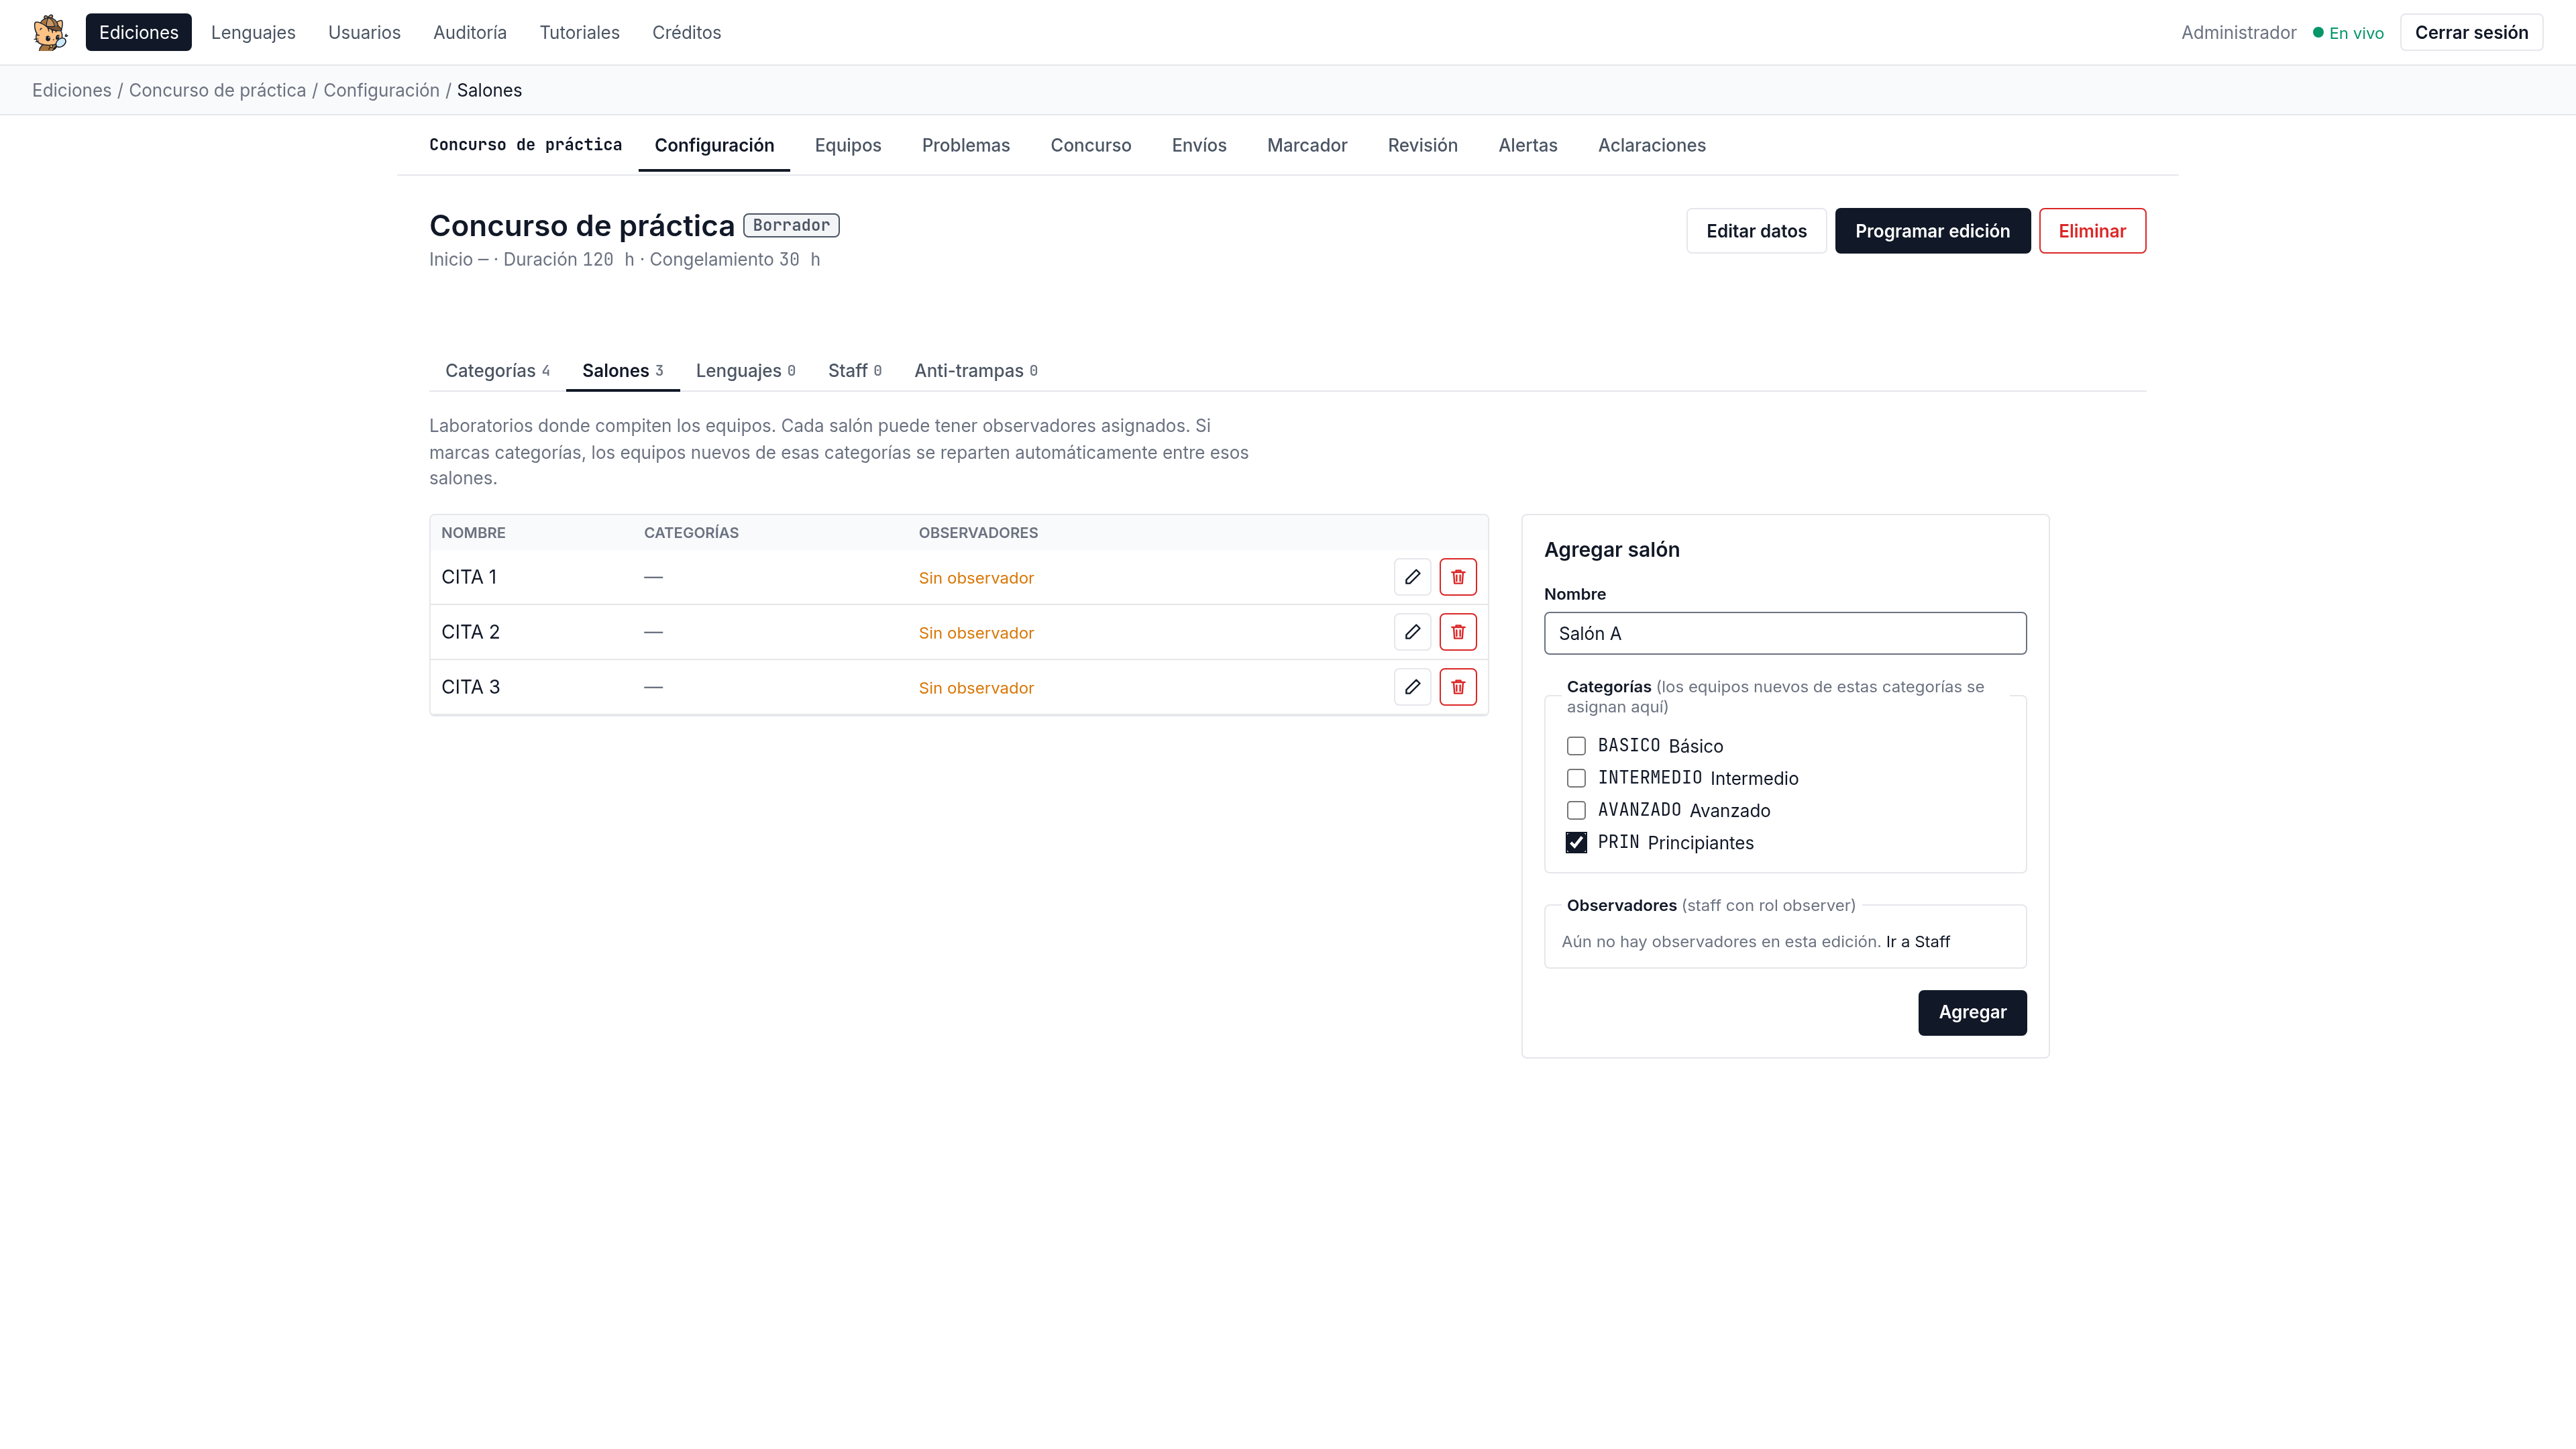 Ediciones Lenguajes Usuarios Auditoría Tutoriales Créditos Administrador En vivo Cerrar sesión
Ediciones / Concurso de práctica / Configuración / Salones
Concurso de práctica Configuración Equipos Problemas Concurso Envíos Marcador Revisión Alertas Aclaraciones
Concurso de práctica Borrador
Editar datos Programar edición Eliminar
Inicio — · Duración 120 h · Congelamiento 30 h
Categorías 4 Salones 3 Lenguajes 0 Staff 0 Anti-trampas 0
Laboratorios donde compiten los equipos. Cada salón puede tener observadores asignados. Si
marcas categorías, los equipos nuevos de esas categorías se reparten automáticamente entre esos
salones.
NOMBRE CATEGORÍAS OBSERVADORES
CITA 1 — Sin observador
CITA 2 — Sin observador
CITA 3 — Sin observador
Agregar salón
Nombre
Salón A
Categorías (los equipos nuevos de estas categorías se
asignan aquí)
BASICO Básico
INTERMEDIO Intermedio
AVANZADO Avanzado
PRIN Principiantes
Observadores (staff con rol observer)
Aún no hay observadores en esta edición. Ir a Staff
Agregar